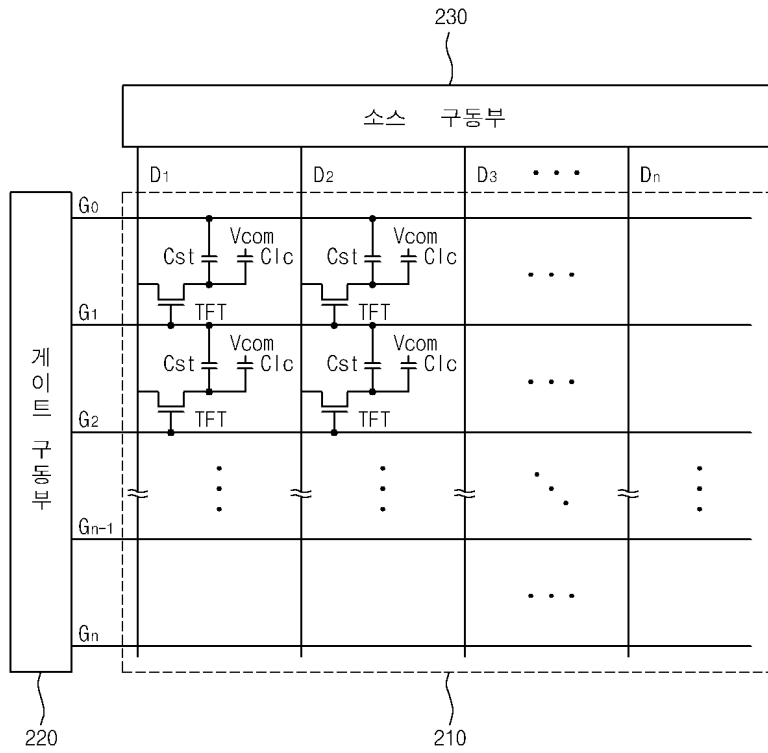 230
소스 구동부
D1 D2 D3 Dn
G0
Vcom Vcom
Cst Clc Cst Clc
TFT TFT
G1
Vcom Vcom
Cst Clc Cst Clc
TFT TFT
G2
게이트 구동부
Gn-1
Gn
220 210